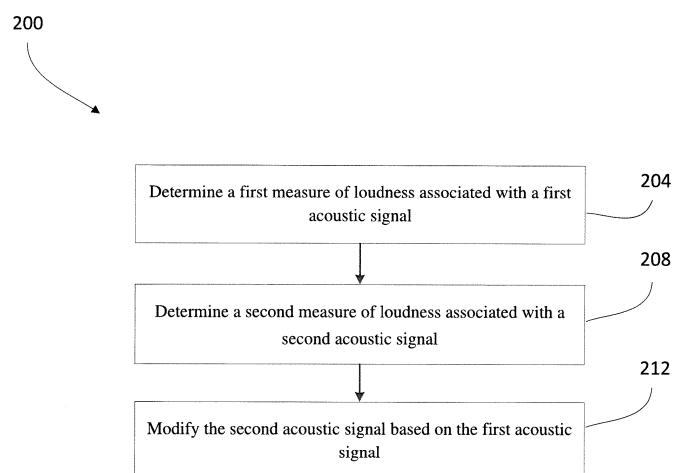 200
Determine a first measure of loudness associated with a first
acoustic signal
204
Determine a second measure of loudness associated with a
second acoustic signal
208
Modify the second acoustic signal based on the first acoustic
signal
212